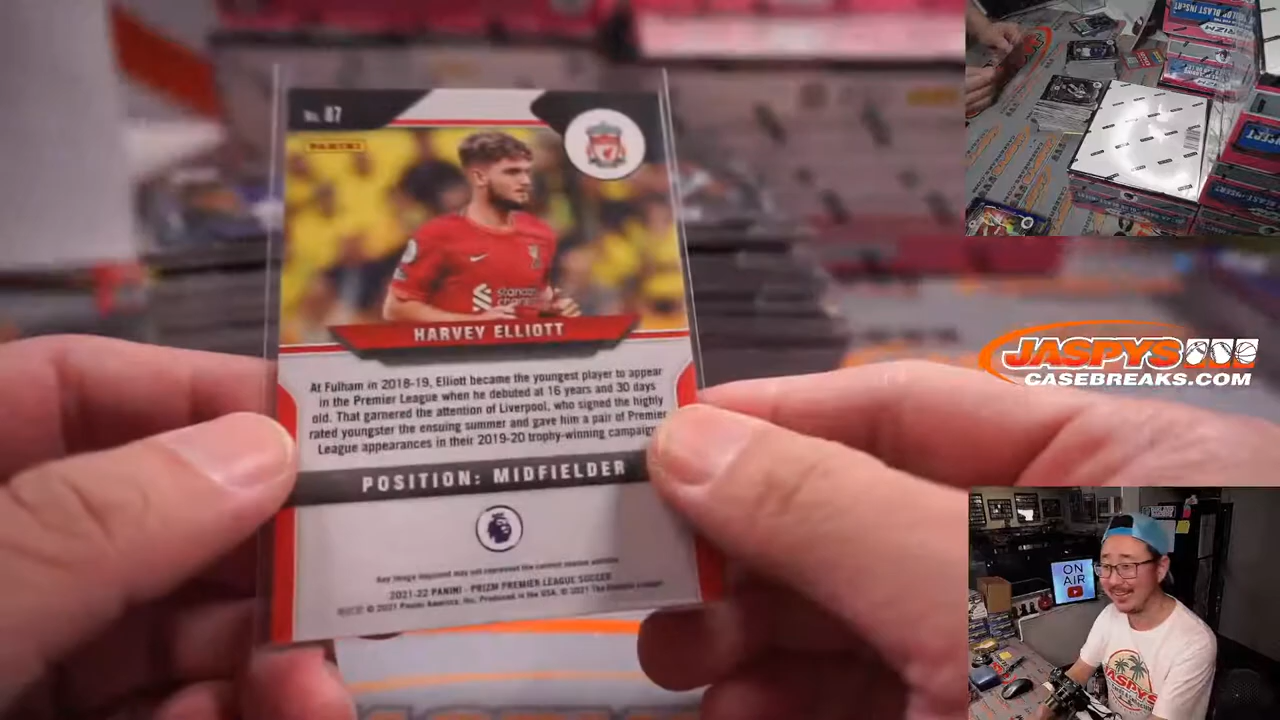 No. 87
PANINI
HARVEY ELLIOTT
At Fulham in 2018-19, Elliott became the youngest player to appear
in the Premier League when he debuted at 16 years and 30 days
old. That garnered the attention of Liverpool, who signed the highly
rated youngster the ensuing summer and gave him a pair of Premier
League appearances in their 2019-20 trophy-winning campaign.
POSITION: MIDFIELDER
2021-22 PANINI - PRIZM PREMIER LEAGUE SOCCER
© 2021 Panini America, Inc. Produced in the USA. © 2021 The
JASPYS
CASEBREAKS.COM
ON
AIR
JASPYS